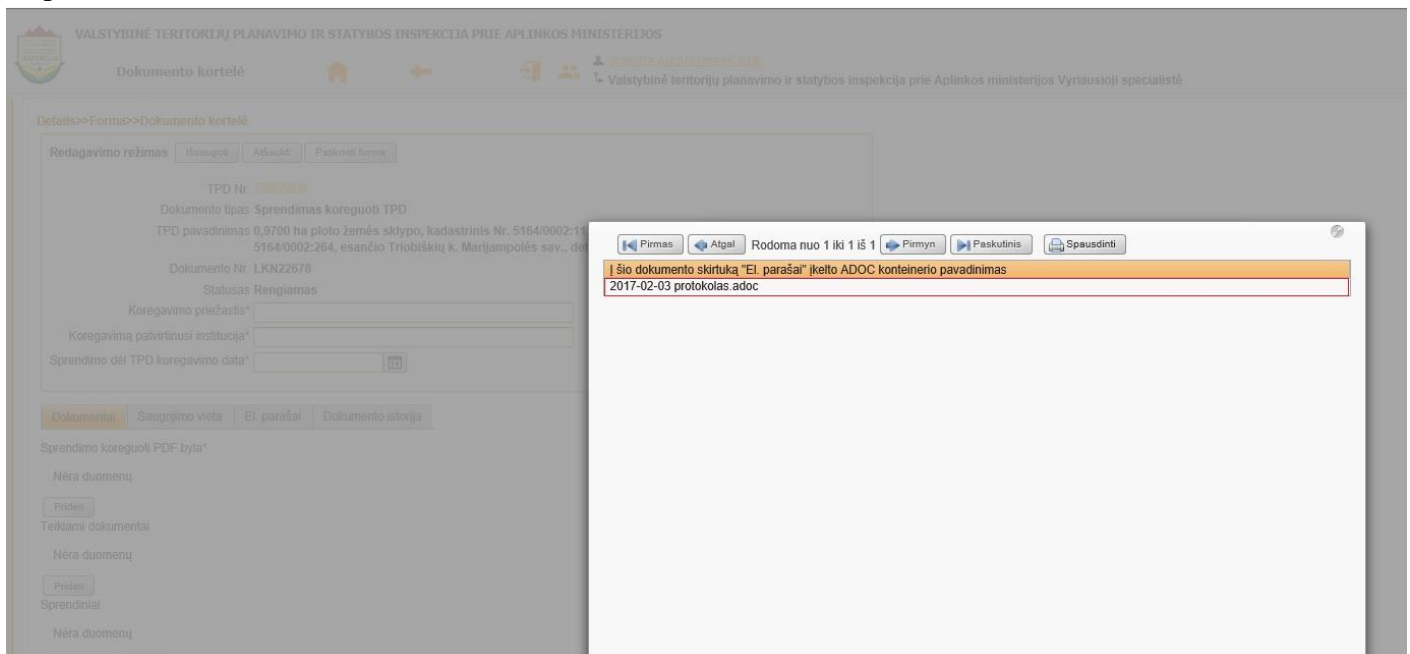 VALSTYBINĖ TERITORIJŲ PLANAVIMO IR STATYBOS INSPEKCIJA PRIE APLINKOS MINISTERIJOS
Dokumento kortelė
Valstybinė teritorijų planavimo ir statybos inspekcija prie Aplinkos ministerijos Vyriausioji specialistė
Details>>Forma>>Dokumento kortelė
Redagavimo režimas Išsaugoti Atšaukti Patikrinti formą
TPD Nr.
Dokumento tipas Sprendimas koreguoti TPD
TPD pavadinimas 0,9700 ha ploto žemės sklypo, kadastrinis Nr. 5164/0002:11
5164/0002:264, esančio Triobiškių k. Marijampolės sav., det
Dokumento Nr. LKN22678
Statusas Rengiamas
Koregavimo priežastis*
Koregavimą patvirtinusi institucija*
Sprendimo dėl TPD koregavimo data*
Dokumentai Saugojimo vieta El. parašai Dokumento istorija
Sprendimo koreguoti PDF byla*
Nėra duomenų
Pridėti
Teikiami dokumentai
Nėra duomenų
Pridėti
Sprendiniai
Nėra duomenų
Pirmas Atgal Rodoma nuo 1 iki 1 iš 1 Pirmyn Paskutinis Spausdinti
Į šio dokumento skirtuką "El. parašai" įkelto ADOC konteinerio pavadinimas
2017-02-03 protokolas.adoc